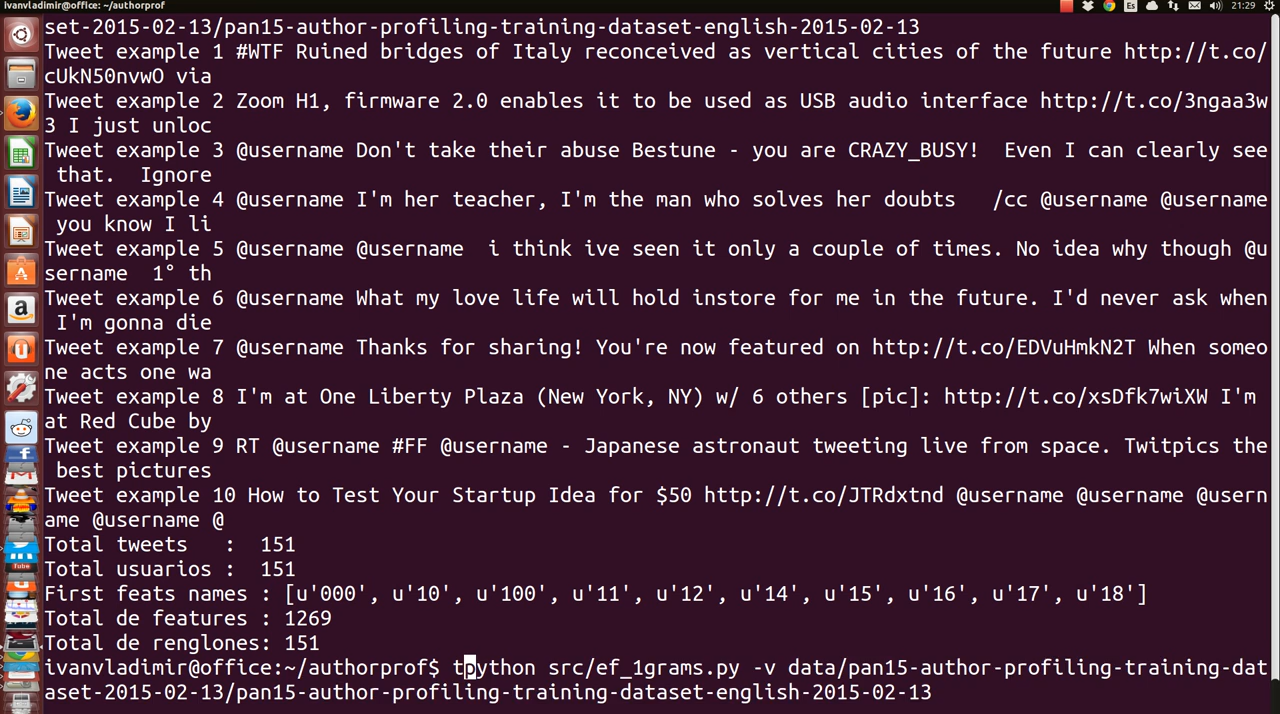 ivanvladimir@office: ~/authorprof
Es
21:29
set-2015-02-13/pan15-author-profiling-training-dataset-english-2015-02-13
Tweet example 1 #WTF Ruined bridges of Italy reconceived as vertical cities of the future http://t.co/
cUkN50nvwO via
Tweet example 2 Zoom H1, firmware 2.0 enables it to be used as USB audio interface http://t.co/3ngaa3w
3 I just unloc
Tweet example 3 @username Don't take their abuse Bestune - you are CRAZY_BUSY!  Even I can clearly see
 that.  Ignore
Tweet example 4 @username I'm her teacher, I'm the man who solves her doubts   /cc @username @username
 you know I li
Tweet example 5 @username @username  i think ive seen it only a couple of times. No idea why though @u
sername  1° th
Tweet example 6 @username What my love life will hold instore for me in the future. I'd never ask when
 I'm gonna die
Tweet example 7 @username Thanks for sharing! You're now featured on http://t.co/EDVuHmkN2T When someo
ne acts one wa
Tweet example 8 I'm at One Liberty Plaza (New York, NY) w/ 6 others [pic]: http://t.co/xsDfk7wiXW I'm
at Red Cube by
Tweet example 9 RT @username #FF @username - Japanese astronaut tweeting live from space. Twitpics the
 best pictures
Tweet example 10 How to Test Your Startup Idea for $50 http://t.co/JTRdxtnd @username @username @usern
ame @username @
Total tweets   :  151
Total usuarios :  151
First feats names : [u'000', u'10', u'100', u'11', u'12', u'14', u'15', u'16', u'17', u'18']
Total de features : 1269
Total de renglones: 151
ivanvladimir@office:~/authorprof$ tpython src/ef_1grams.py -v data/pan15-author-profiling-training-dat
aset-2015-02-13/pan15-author-profiling-training-dataset-english-2015-02-13